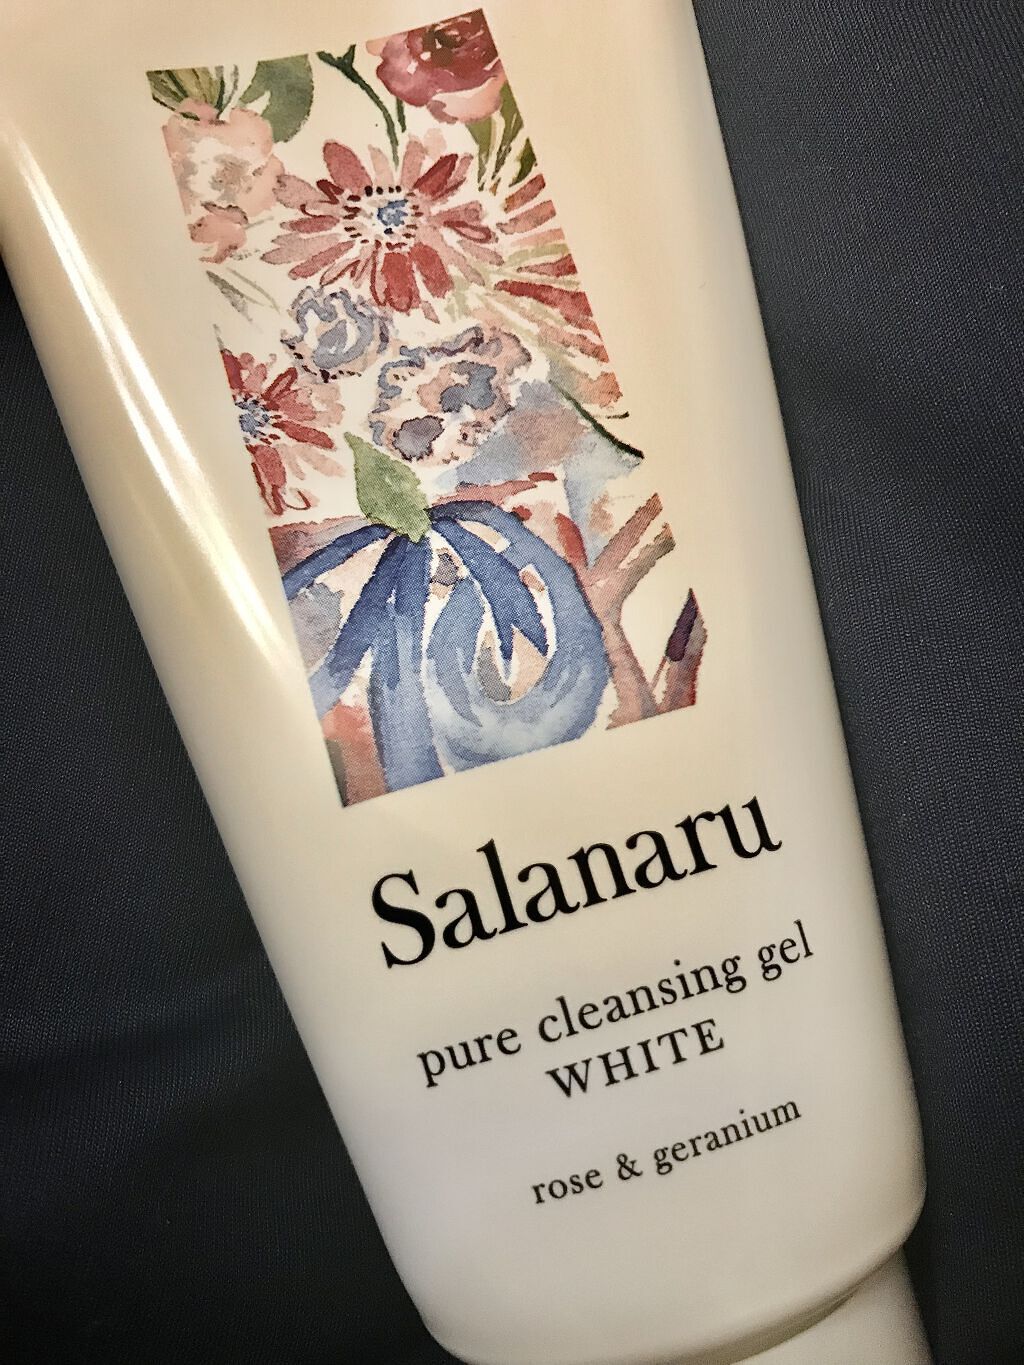 Salanaru
pure cleansing gel
WHITE
rose & geranium